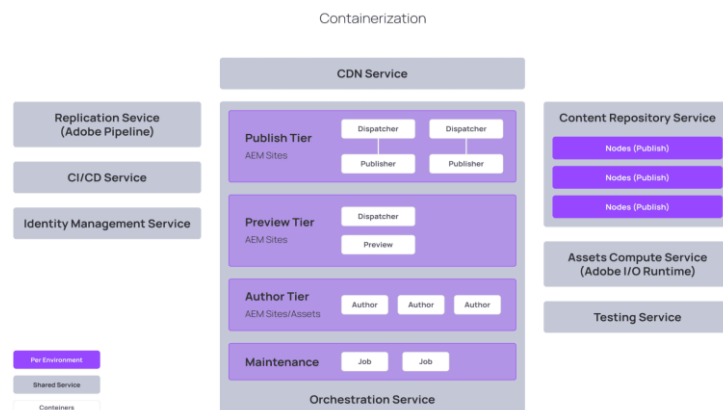 Containerization
CDN Service
Replication Sevice
(Adobe Pipeline)
CI/CD Service
Identity Management Service
Publish Tier
AEM Sites
Dispatcher
Dispatcher
Publisher
Publisher
Preview Tier
AEM Sites
Dispatcher
Preview
Author Tier
AEM Sites/Assets
Author
Author
Author
Maintenance
Job
Job
Orchestration Service
Content Repository Service
Nodes (Publish)
Nodes (Publish)
Nodes (Publish)
Assets Compute Service
(Adobe I/O Runtime)
Testing Service
Per Environment
Shared Service
Containers